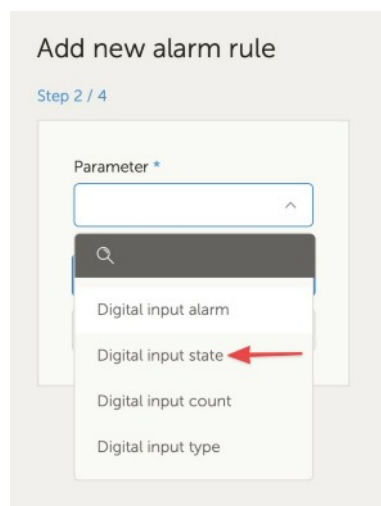 Add new alarm rule
Step 2 / 4
Parameter *
Digital input alarm
Digital input state
Digital input count
Digital input type